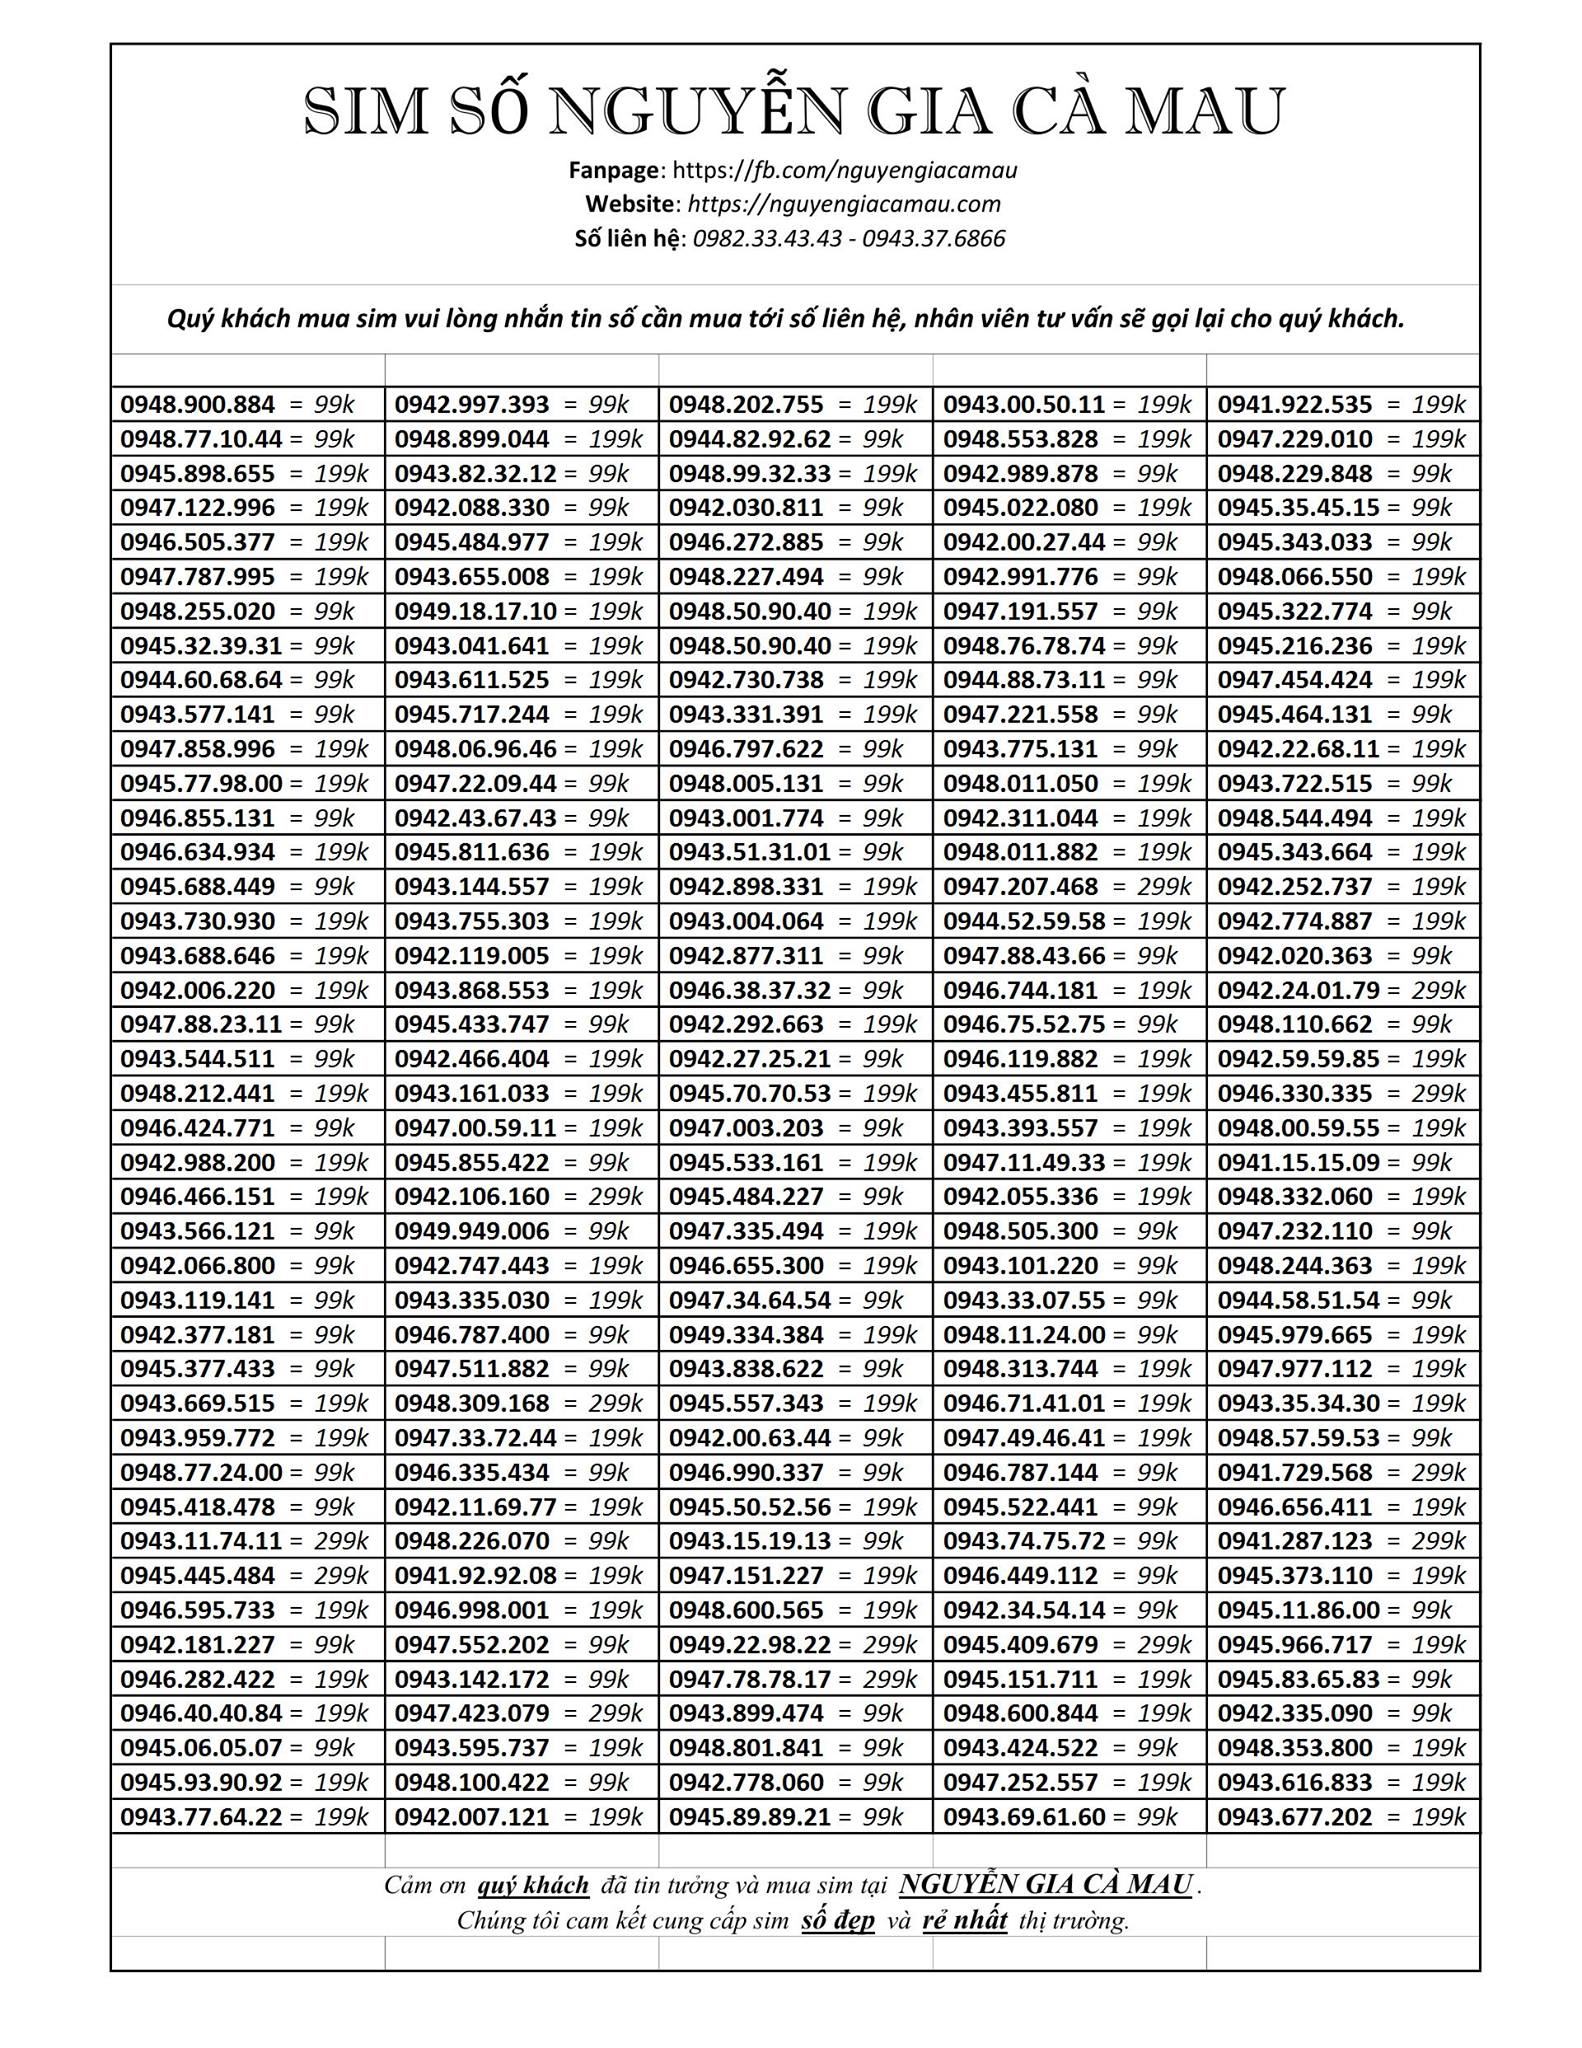 SIM SỐ NGUYỄN GIA CÀ MAU
Fanpage: https://fb.com/nguyengiacamau
Website: https://nguyengiacamau.com
Số liên hệ: 0982.33.43.43 - 0943.37.6866
Quý khách mua sim vui lòng nhắn tin số cần mua tới số liên hệ, nhân viên tư vấn sẽ gọi lại cho quý khách.
0948.900.884 = 99k 0942.997.393 = 99k 0948.202.755 = 199k 0943.00.50.11 = 199k 0941.922.535 = 199k
0948.77.10.44 = 99k 0948.899.044 = 199k 0944.82.92.62 = 99k 0948.553.828 = 199k 0947.229.010 = 199k
0945.898.655 = 199k 0943.82.32.12 = 99k 0948.99.32.33 = 199k 0942.989.878 = 99k 0948.229.848 = 99k
0947.122.996 = 199k 0942.088.330 = 99k 0942.030.811 = 99k 0945.022.080 = 199k 0945.35.45.15 = 99k
0946.505.377 = 199k 0945.484.977 = 199k 0946.272.885 = 99k 0942.00.27.44 = 99k 0945.343.033 = 99k
0947.787.995 = 199k 0943.655.008 = 199k 0948.227.494 = 99k 0942.991.776 = 99k 0948.066.550 = 199k
0948.255.020 = 99k 0949.18.17.10 = 199k 0948.50.90.40 = 199k 0947.191.557 = 99k 0945.322.774 = 99k
0945.32.39.31 = 99k 0943.041.641 = 199k 0948.50.90.40 = 199k 0948.76.78.74 = 99k 0945.216.236 = 199k
0944.60.68.64 = 99k 0943.611.525 = 199k 0942.730.738 = 199k 0944.88.73.11 = 99k 0947.454.424 = 199k
0943.577.141 = 99k 0945.717.244 = 199k 0943.331.391 = 199k 0947.221.558 = 99k 0945.464.131 = 99k
0947.858.996 = 199k 0948.06.96.46 = 199k 0946.797.622 = 99k 0943.775.131 = 99k 0942.22.68.11 = 199k
0945.77.98.00 = 199k 0947.22.09.44 = 99k 0948.005.131 = 99k 0948.011.050 = 199k 0943.722.515 = 99k
0946.855.131 = 99k 0942.43.67.43 = 99k 0943.001.774 = 99k 0942.311.044 = 199k 0948.544.494 = 199k
0946.634.934 = 199k 0945.811.636 = 199k 0943.51.31.01 = 99k 0948.011.882 = 199k 0945.343.664 = 199k
0945.688.449 = 99k 0943.144.557 = 199k 0942.898.331 = 199k 0947.207.468 = 299k 0942.252.737 = 199k
0943.730.930 = 199k 0943.755.303 = 199k 0943.004.064 = 199k 0944.52.59.58 = 199k 0942.774.887 = 199k
0943.688.646 = 199k 0942.119.005 = 199k 0942.877.311 = 99k 0947.88.43.66 = 99k 0942.020.363 = 99k
0942.006.220 = 199k 0943.868.553 = 199k 0946.38.37.32 = 99k 0946.744.181 = 199k 0942.24.01.79 = 299k
0947.88.23.11 = 99k 0945.433.747 = 99k 0942.292.663 = 199k 0946.75.52.75 = 99k 0948.110.662 = 99k
0943.544.511 = 99k 0942.466.404 = 199k 0942.27.25.21 = 99k 0946.119.882 = 199k 0942.59.59.85 = 199k
0948.212.441 = 199k 0943.161.033 = 199k 0945.70.70.53 = 199k 0943.455.811 = 199k 0946.330.335 = 299k
0946.424.771 = 99k 0947.00.59.11 = 199k 0947.003.203 = 99k 0943.393.557 = 199k 0948.00.59.55 = 199k
0942.988.200 = 199k 0945.855.422 = 99k 0945.533.161 = 199k 0947.11.49.33 = 199k 0941.15.15.09 = 99k
0946.466.151 = 199k 0942.106.160 = 299k 0945.484.227 = 99k 0942.055.336 = 199k 0948.332.060 = 199k
0943.566.121 = 99k 0949.949.006 = 99k 0947.335.494 = 199k 0948.505.300 = 99k 0947.232.110 = 99k
0942.066.800 = 99k 0942.747.443 = 199k 0946.655.300 = 199k 0943.101.220 = 99k 0948.244.363 = 199k
0943.119.141 = 99k 0943.335.030 = 199k 0947.34.64.54 = 99k 0943.33.07.55 = 99k 0944.58.51.54 = 99k
0942.377.181 = 99k 0946.787.400 = 99k 0949.334.384 = 199k 0948.11.24.00 = 99k 0945.979.665 = 199k
0945.377.433 = 99k 0947.511.882 = 99k 0943.838.622 = 99k 0948.313.744 = 199k 0947.977.112 = 199k
0943.669.515 = 199k 0948.309.168 = 299k 0945.557.343 = 199k 0946.71.41.01 = 199k 0943.35.34.30 = 199k
0943.959.772 = 199k 0947.33.72.44 = 199k 0942.00.63.44 = 99k 0947.49.46.41 = 199k 0948.57.59.53 = 99k
0948.77.24.00 = 99k 0946.335.434 = 99k 0946.990.337 = 99k 0946.787.144 = 99k 0941.729.568 = 299k
0945.418.478 = 99k 0942.11.69.77 = 199k 0945.50.52.56 = 199k 0945.522.441 = 99k 0946.656.411 = 199k
0943.11.74.11 = 299k 0948.226.070 = 99k 0943.15.19.13 = 99k 0943.74.75.72 = 99k 0941.287.123 = 299k
0945.445.484 = 299k 0941.92.92.08 = 199k 0947.151.227 = 199k 0946.449.112 = 99k 0945.373.110 = 199k
0946.595.733 = 199k 0946.998.001 = 199k 0948.600.565 = 199k 0942.34.54.14 = 99k 0945.11.86.00 = 99k
0942.181.227 = 99k 0947.552.202 = 99k 0949.22.98.22 = 299k 0945.409.679 = 299k 0945.966.717 = 199k
0946.282.422 = 199k 0943.142.172 = 99k 0947.78.78.17 = 299k 0945.151.711 = 199k 0945.83.65.83 = 99k
0946.40.40.84 = 199k 0947.423.079 = 299k 0943.899.474 = 99k 0948.600.844 = 199k 0942.335.090 = 99k
0945.06.05.07 = 99k 0943.595.737 = 199k 0948.801.841 = 99k 0943.424.522 = 99k 0948.353.800 = 199k
0945.93.90.92 = 199k 0948.100.422 = 99k 0942.778.060 = 99k 0947.252.557 = 199k 0943.616.833 = 199k
0943.77.64.22 = 199k 0942.007.121 = 199k 0945.89.89.21 = 99k 0943.69.61.60 = 99k 0943.677.202 = 199k
Cảm ơn quý khách đã tin tưởng và mua sim tại NGUYỄN GIA CÀ MAU.
Chúng tôi cam kết cung cấp sim số đẹp và rẻ nhất thị trường.